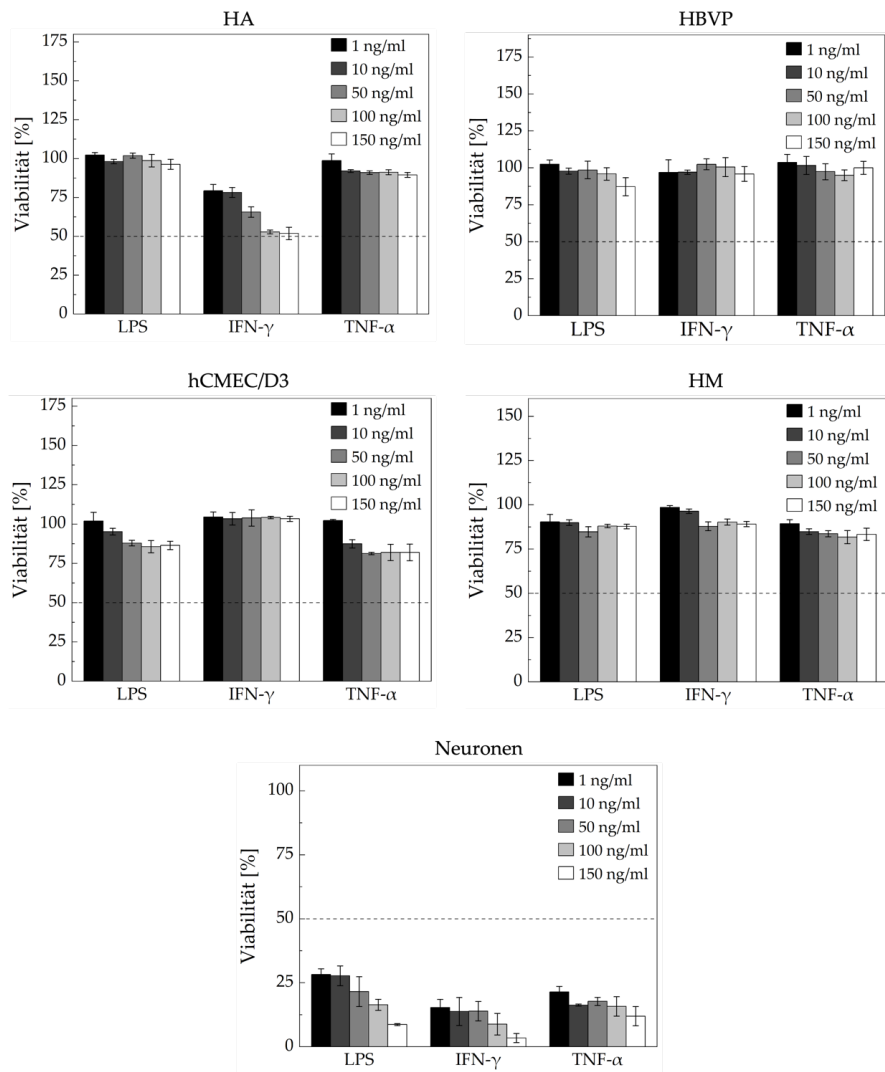 HA
Viabilität [%]
175
150
125
100
75
50
25
0
1 ng/ml
10 ng/ml
50 ng/ml
100 ng/ml
150 ng/ml
LPS IFN-γ TNF-α
HBVP
Viabilität [%]
175
150
125
100
75
50
25
0
1 ng/ml
10 ng/ml
50 ng/ml
100 ng/ml
150 ng/ml
LPS IFN-γ TNF-α
hCMEC/D3
Viabilität [%]
175
150
125
100
75
50
25
0
1 ng/ml
10 ng/ml
50 ng/ml
100 ng/ml
150 ng/ml
LPS IFN-γ TNF-α
HM
Viabilität [%]
150
125
100
75
50
25
0
1 ng/ml
10 ng/ml
50 ng/ml
100 ng/ml
150 ng/ml
LPS IFN-γ TNF-α
Neuronen
Viabilität [%]
100
75
50
25
0
1 ng/ml
10 ng/ml
50 ng/ml
100 ng/ml
150 ng/ml
LPS IFN-γ TNF-α